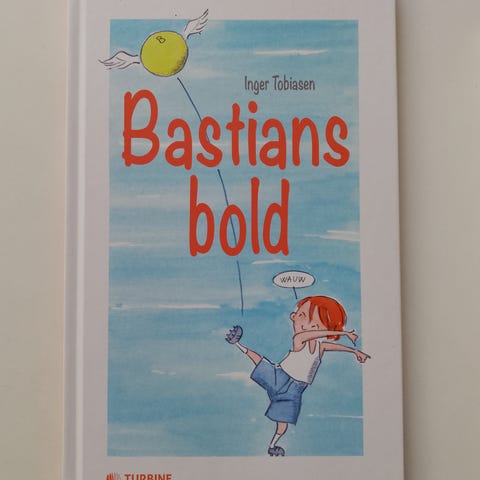 B
Inger Tobiasen
Bastians
bold
WAUW
TURBINE